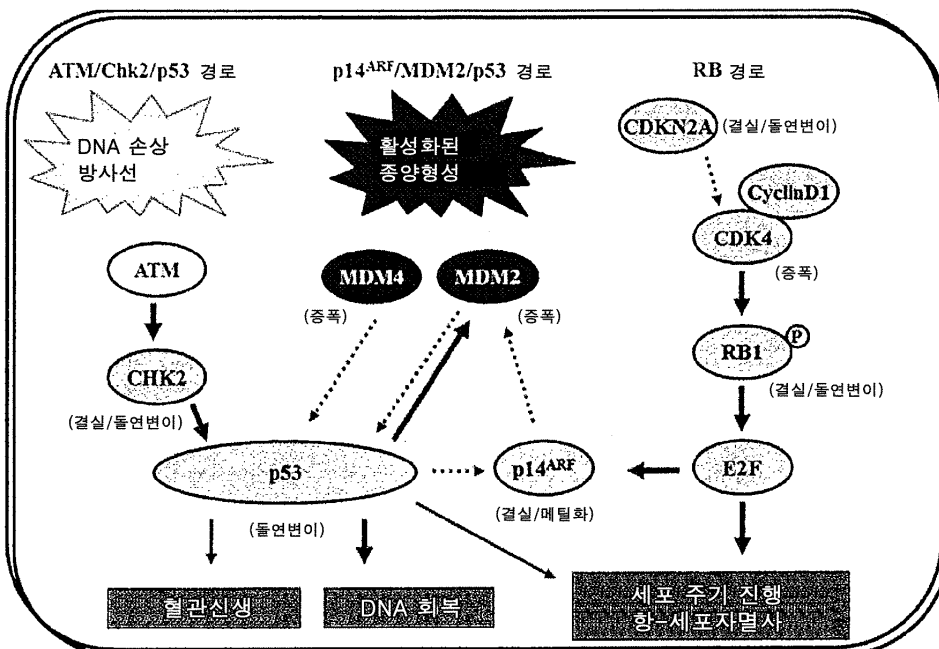 ATM/Chk2/p53 경로
p14ARF/MDM2/p53 경로
RB 경로
DNA 손상
방사선
활성화된
종양형성
CDKN2A
(결실/돌연변이)
CyclinD1
CDK4
(증폭)
ATM
MDM4
(증폭)
MDM2
(증폭)
CHK2
(결실/돌연변이)
RB1
P
(결실/돌연변이)
p53
(돌연변이)
p14ARF
(결실/메틸화)
E2F
혈관신생
DNA 회복
세포 주기 진행
항-세포자멸사